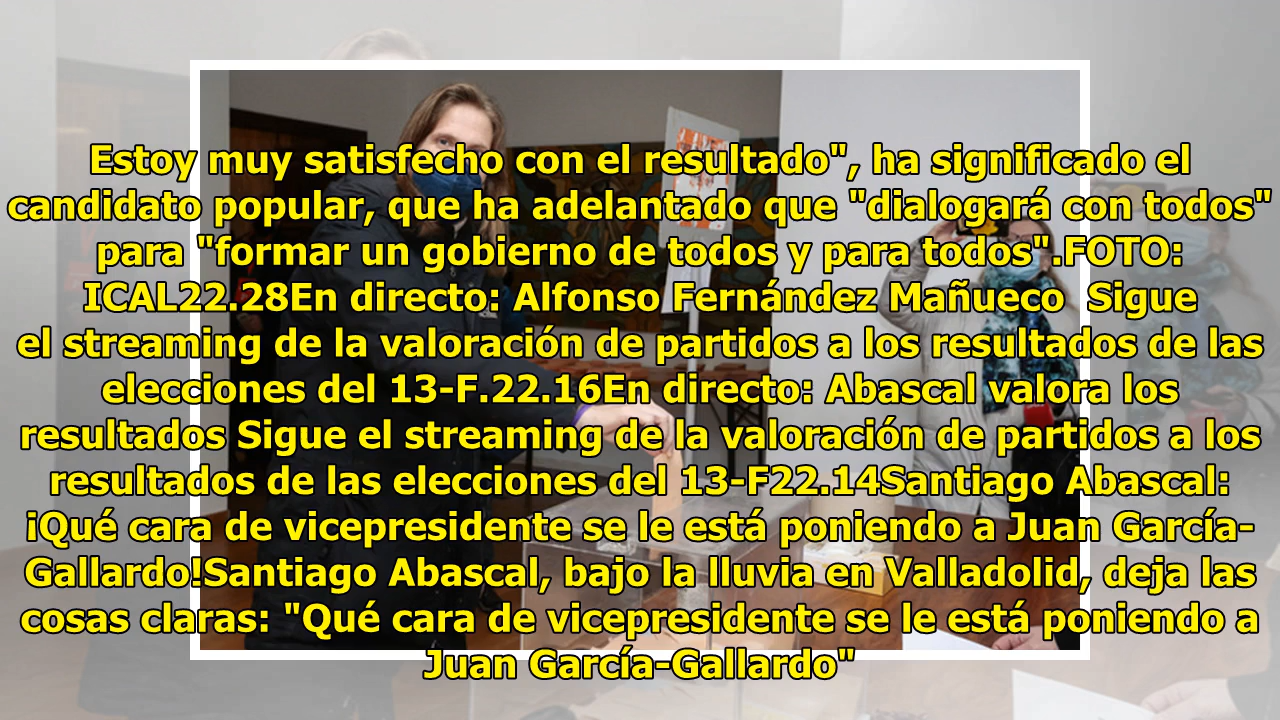 Estoy muy satisfecho con el resultado", ha significado el
candidato popular, que ha adelantado que "dialogará con todos"
para "formar un gobierno de todos y para todos".FOTO:
ICAL22.28En directo: Alfonso Fernández Mañueco  Sigue
el streaming de la valoración de partidos a los resultados de las
elecciones del 13-F.22.16En directo: Abascal valora los
resultados Sigue el streaming de la valoración de partidos a los
resultados de las elecciones del 13-F22.14Santiago Abascal:
¡Qué cara de vicepresidente se le está poniendo a Juan García-
Gallardo!Santiago Abascal, bajo la lluvia en Valladolid, deja las
cosas claras: "Qué cara de vicepresidente se le está poniendo a
Juan García-Gallardo"